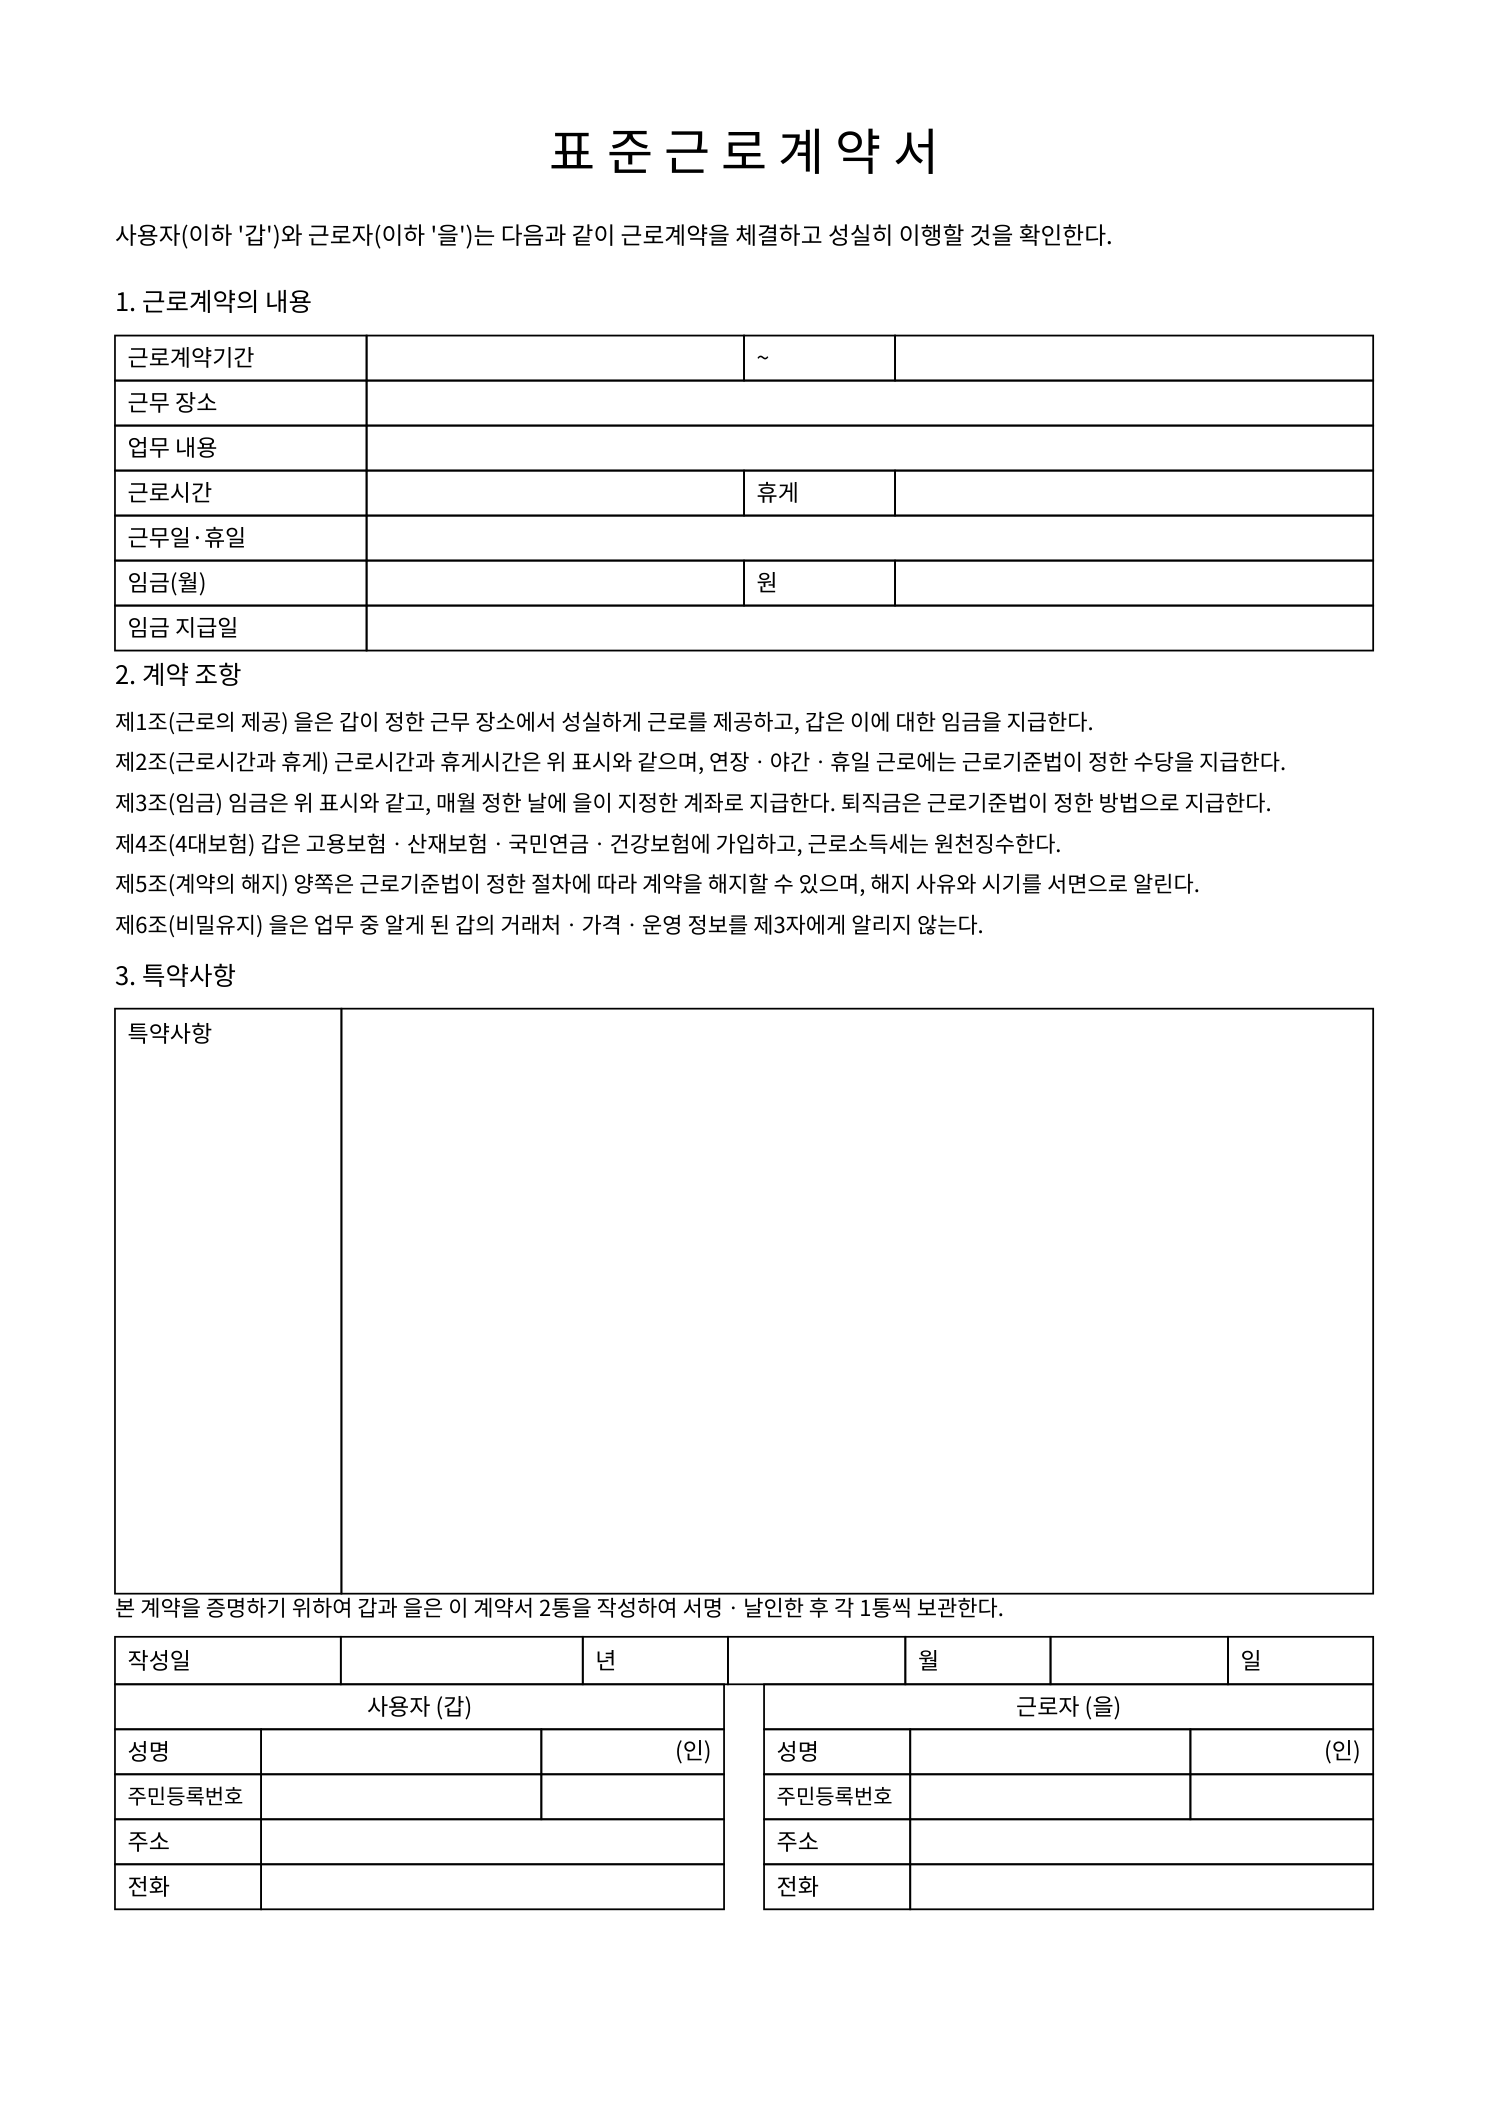 표준근로계약서
사용자(이하 '갑')와 근로자(이하 '을')는 다음과 같이 근로계약을 체결하고 성실히 이행할 것을 확인한다.
1. 근로계약의 내용
근로계약기간 ~
근무 장소
업무 내용
근로시간 휴게
근무일·휴일
임금(월) 원
임금 지급일
2. 계약 조항
제1조(근로의 제공) 을은 갑이 정한 근무 장소에서 성실하게 근로를 제공하고, 갑은 이에 대한 임금을 지급한다.
제2조(근로시간과 휴게) 근로시간과 휴게시간은 위 표시와 같으며, 연장 · 야간 · 휴일 근로에는 근로기준법이 정한 수당을 지급한다.
제3조(임금) 임금은 위 표시와 같고, 매월 정한 날에 을이 지정한 계좌로 지급한다. 퇴직금은 근로기준법이 정한 방법으로 지급한다.
제4조(4대보험) 갑은 고용보험 · 산재보험 · 국민연금 · 건강보험에 가입하고, 근로소득세는 원천징수한다.
제5조(계약의 해지) 양쪽은 근로기준법이 정한 절차에 따라 계약을 해지할 수 있으며, 해지 사유와 시기를 서면으로 알린다.
제6조(비밀유지) 을은 업무 중 알게 된 갑의 거래처 · 가격 · 운영 정보를 제3자에게 알리지 않는다.
3. 특약사항
특약사항
본 계약을 증명하기 위하여 갑과 을은 이 계약서 2통을 작성하여 서명 · 날인한 후 각 1통씩 보관한다.
작성일 년 월 일
사용자 (갑) 근로자 (을)
성명 (인) 성명 (인)
주민등록번호 주민등록번호
주소 주소
전화 전화